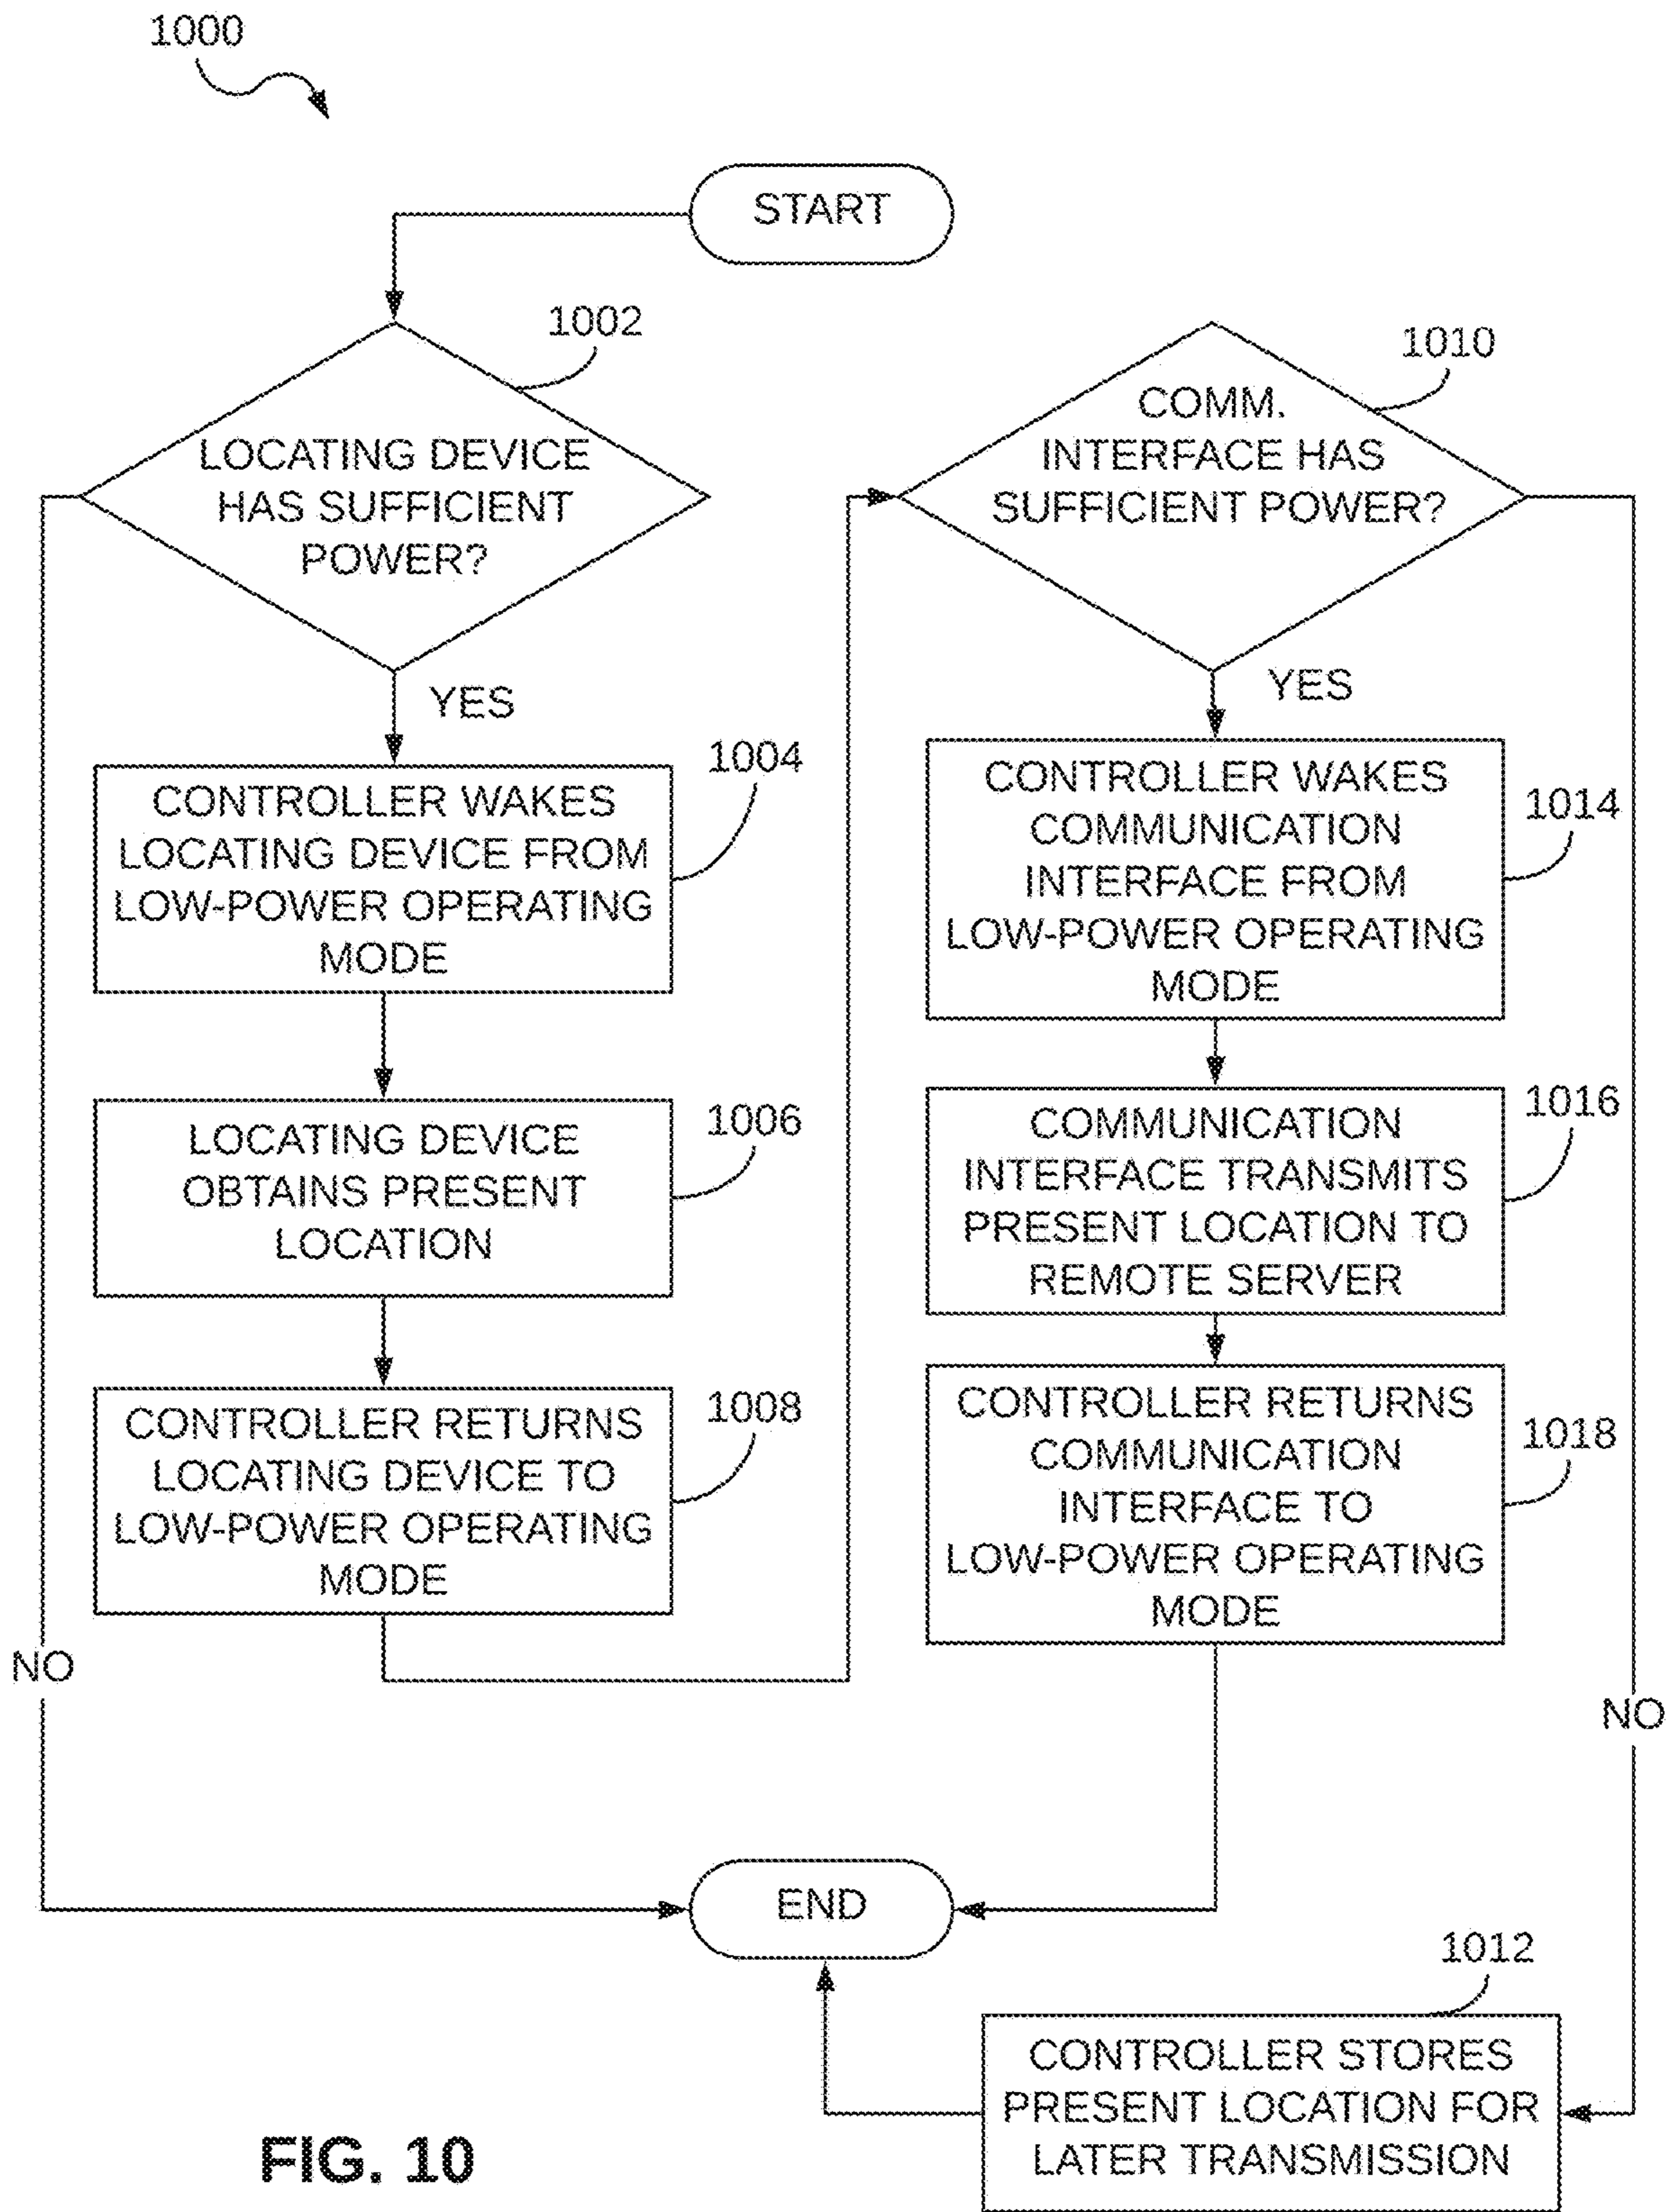 1000
START
1002
LOCATING DEVICE
HAS SUFFICIENT
POWER?
YES
1004
CONTROLLER WAKES
LOCATING DEVICE FROM
LOW-POWER OPERATING
MODE
1006
LOCATING DEVICE
OBTAINS PRESENT
LOCATION
1008
CONTROLLER RETURNS
LOCATING DEVICE TO
LOW-POWER OPERATING
MODE
NO
1010
COMM.
INTERFACE HAS
SUFFICIENT POWER?
YES
1014
CONTROLLER WAKES
COMMUNICATION
INTERFACE FROM
LOW-POWER OPERATING
MODE
1016
COMMUNICATION
INTERFACE TRANSMITS
PRESENT LOCATION TO
REMOTE SERVER
1018
CONTROLLER RETURNS
COMMUNICATION
INTERFACE TO
LOW-POWER OPERATING
MODE
NO
END
1012
CONTROLLER STORES
PRESENT LOCATION FOR
LATER TRANSMISSION
FIG. 10